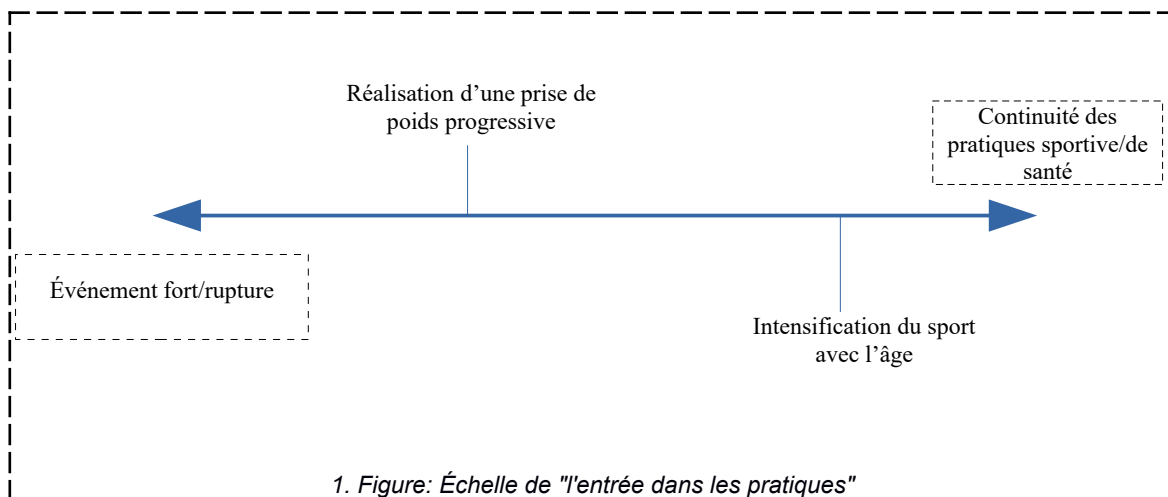 Réalisation d’une prise de
poids progressive
Continuité des
pratiques sportive/de
santé
Événement fort/rupture
Intensification du sport
avec l’âge
1. Figure: Échelle de "l'entrée dans les pratiques"